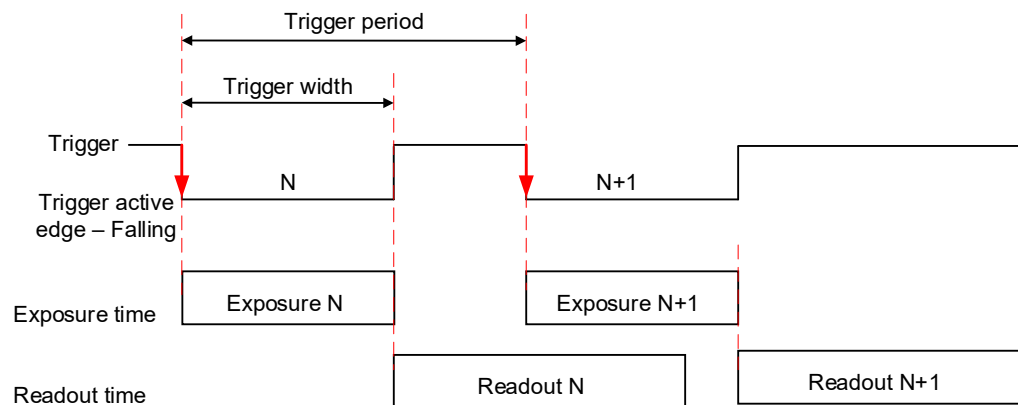 Trigger period
Trigger width
Trigger
N
N+1
Trigger active
edge – Falling
Exposure N
Exposure N+1
Exposure time
Readout N
Readout N+1
Readout time